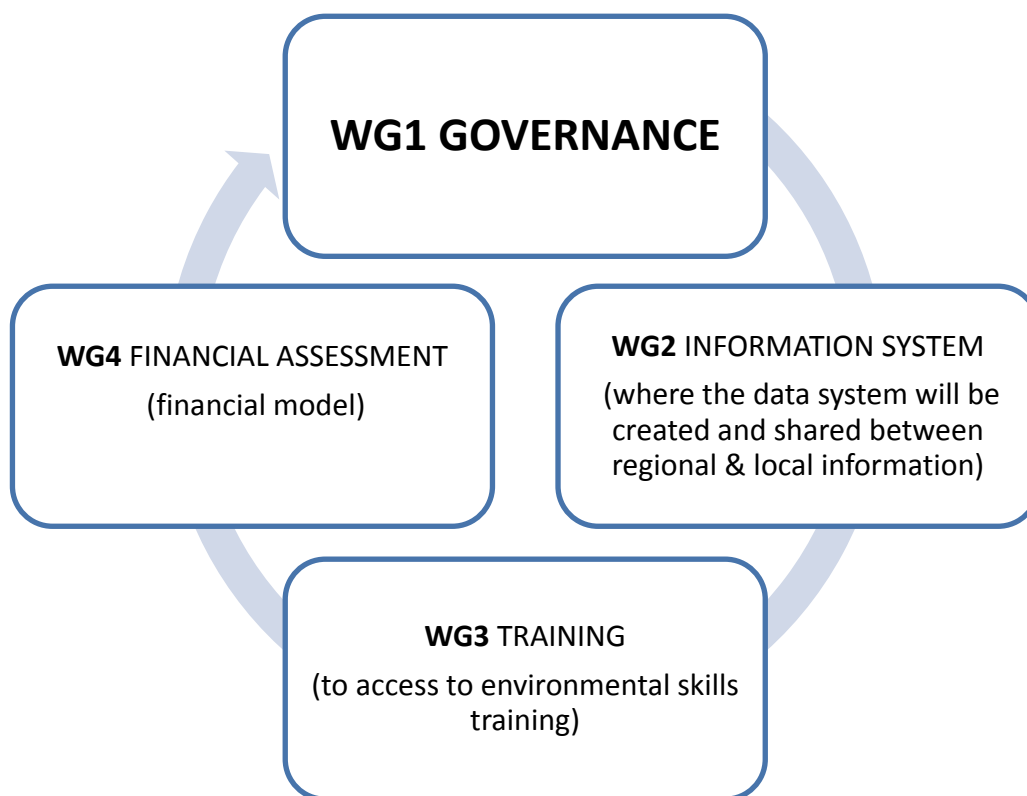 WG1 GOVERNANCE
WG4 FINANCIAL ASSESSMENT
(financial model)
WG2 INFORMATION SYSTEM
(where the data system will be
created and shared between
regional & local information)
WG3 TRAINING
(to access to environmental skills
training)